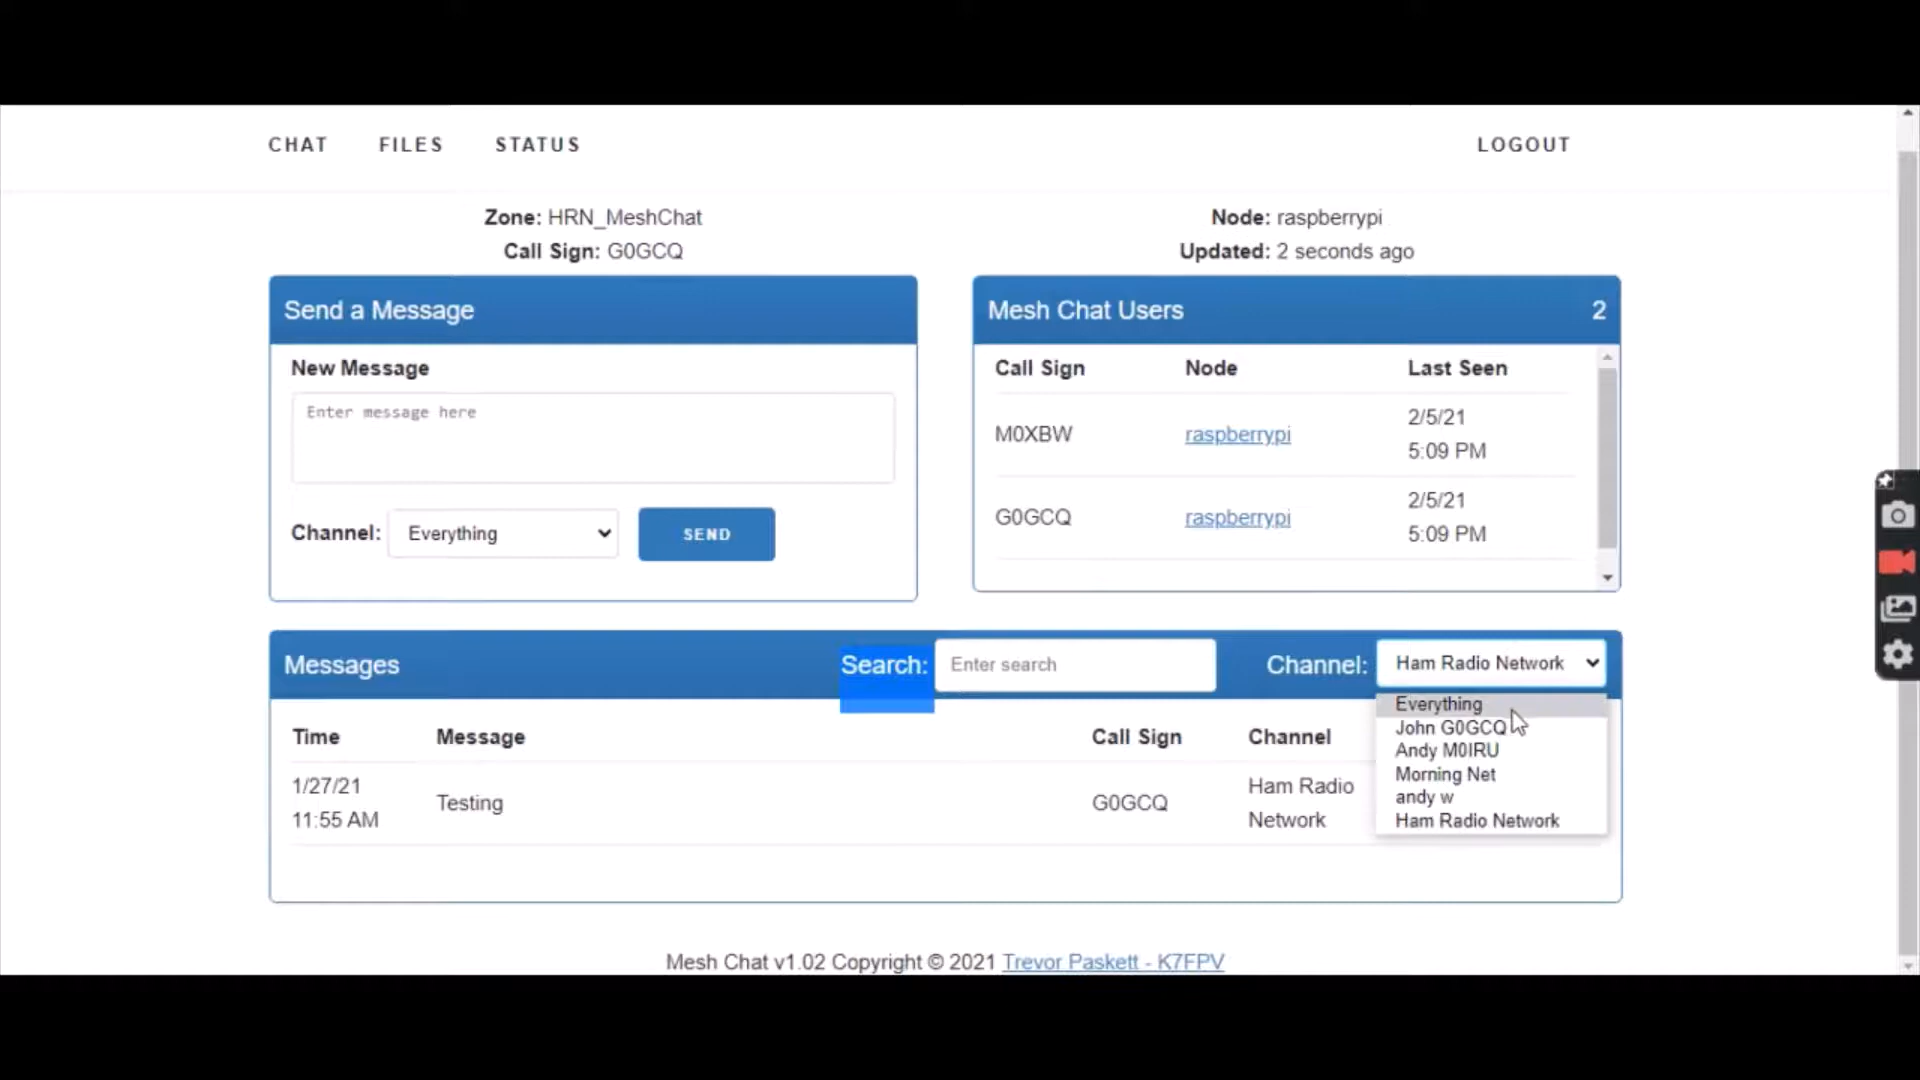 CHAT FILES STATUS LOGOUT
Zone: HRN_MeshChat
Call Sign: G0GCQ
Node: raspberrypi
Updated: 2 seconds ago
Send a Message
New Message
Enter message here
Channel: Everything SEND
Mesh Chat Users 2
Call Sign Node Last Seen
M0XBW raspberrypi 2/5/21
5:09 PM
G0GCQ raspberrypi 2/5/21
5:09 PM
Messages Search: Enter search Channel: Ham Radio Network
Everything
John G0GCQ
Andy M0IRU
Morning Net
andy w
Ham Radio Network
Time Message Call Sign Channel
1/27/21
11:55 AM
Testing
G0GCQ
Ham Radio
Network
Mesh Chat v1.02 Copyright © 2021 Trevor Paskett - K7FPV